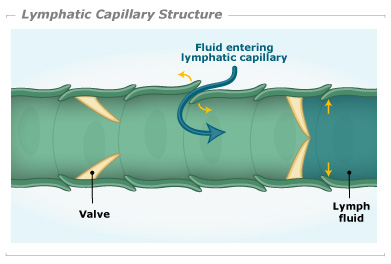 Lymphatic Capillary Structure
Fluid entering
lymphatic capillary
Valve
Lymph
fluid